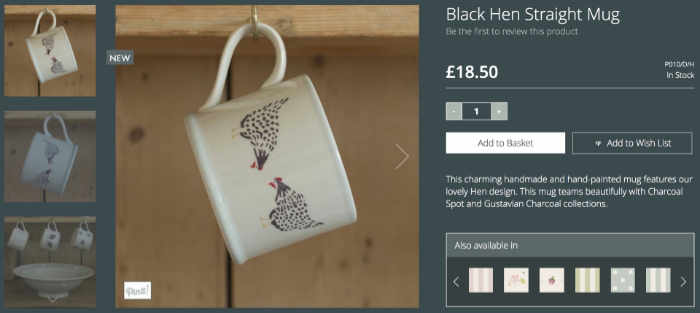 Black Hen Straight Mug
Be the first to review this product
NEW
£18.50
P010/D/H
In Stock
- 1 +
Add to Basket
Add to Wish List
This charming handmade and hand-painted mug features our
lovely Hen design. This mug teams beautifully with Charcoal
Spot and Gustavian Charcoal collections.
Also available in
Pinit!